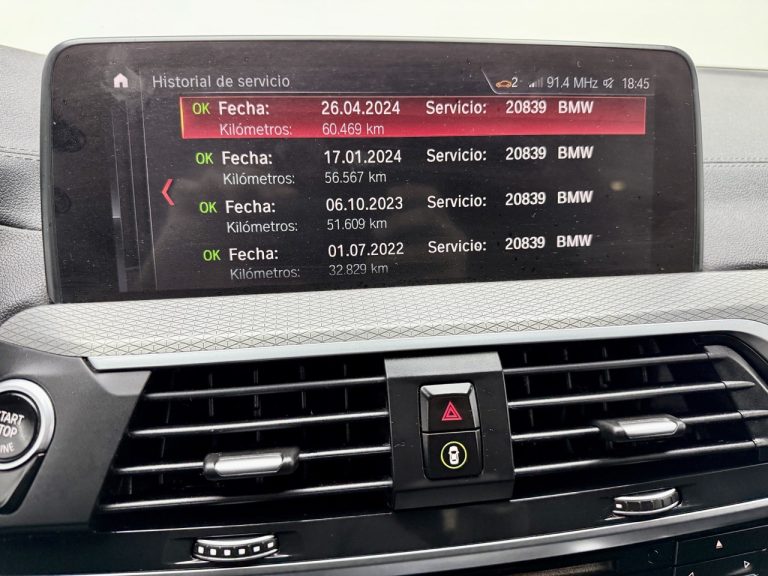 Historial de servicio 2 91.4 MHz 18:45
OK Fecha: 26.04.2024 Servicio: 20839 BMW
Kilómetros: 60.469 km
OK Fecha: 17.01.2024 Servicio: 20839 BMW
Kilómetros: 56.567 km
OK Fecha: 06.10.2023 Servicio: 20839 BMW
Kilómetros: 51.609 km
OK Fecha: 01.07.2022 Servicio: 20839 BMW
Kilómetros: 32.829 km
START
STOP